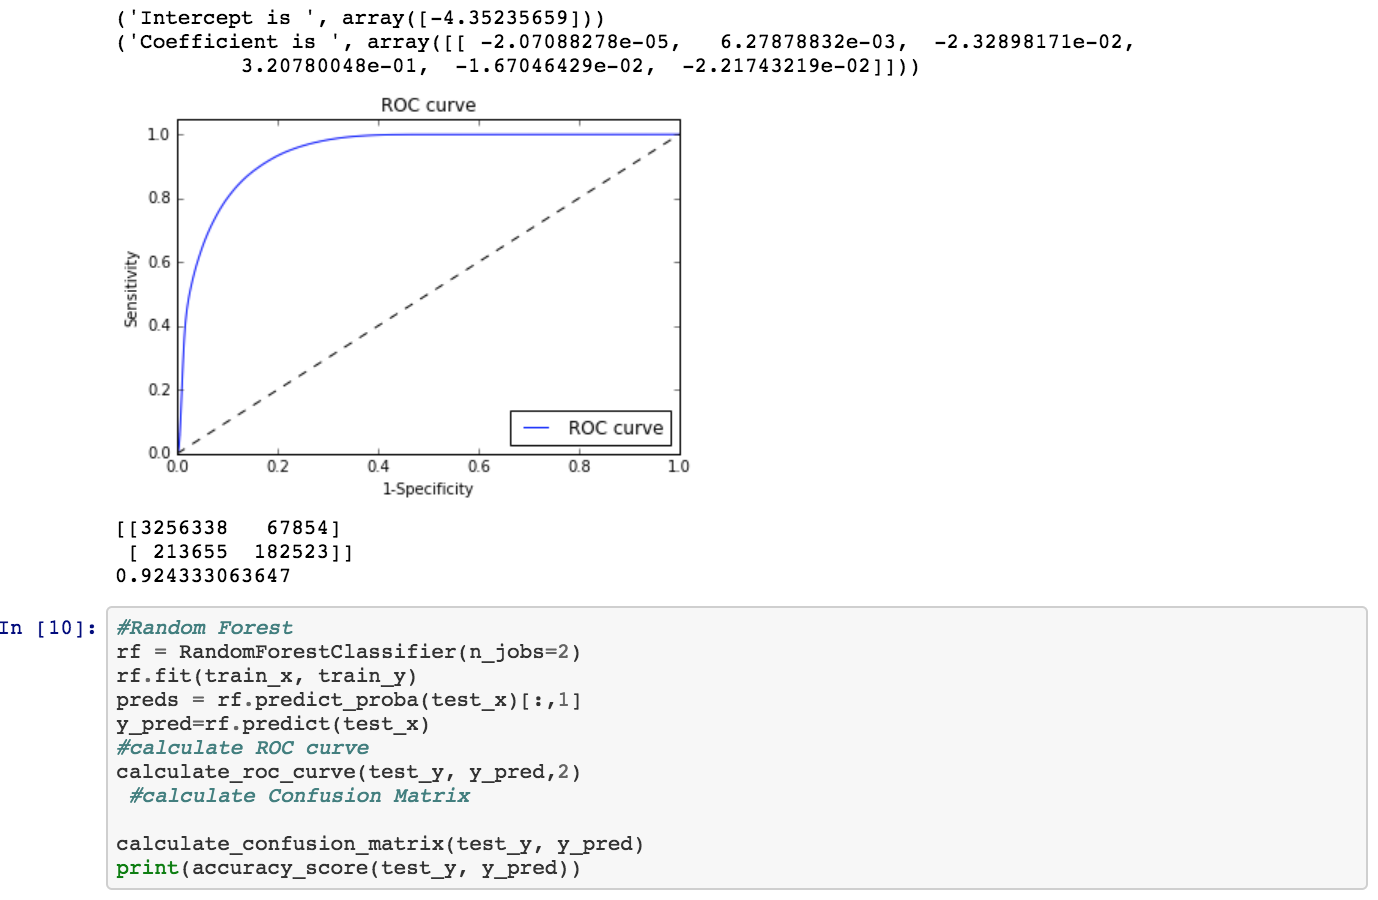 ('Intercept is ', array([-4.35235659]))
('Coefficient is ', array([[ -2.07088278e-05,   6.27878832e-03,  -2.32898171e-02,
          3.20780048e-01,  -1.67046429e-02,  -2.21743219e-02]]))
ROC curve
1.0
0.8
0.6
0.4
0.2
0.0
Sensitivity
ROC curve
0.0 0.2 0.4 0.6 0.8 1.0
1-Specificity
[[3256338   67854]
 [ 213655  182523]]
0.924333063647
In [10]:
#Random Forest
rf = RandomForestClassifier(n_jobs=2)
rf.fit(train_x, train_y)
preds = rf.predict_proba(test_x)[:,1]
y_pred=rf.predict(test_x)
#calculate ROC curve
calculate_roc_curve(test_y, y_pred,2)
 #calculate Confusion Matrix
calculate_confusion_matrix(test_y, y_pred)
print(accuracy_score(test_y, y_pred))